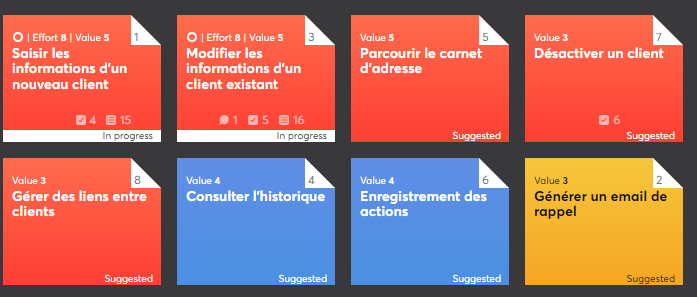 | Effort 8 | Value 5
1
Saisir les
informations d'un
nouveau client
4 15
In progress
| Effort 8 | Value 5
3
Modifier les
informations d'un
client existant
1 5 16
In progress
Value 5
5
Parcourir le carnet
d'adresse
Suggested
Value 3
7
Désactiver un client
6
Suggested
Value 3
8
Gérer des liens entre
clients
Suggested
Value 4
4
Consulter l'historique
Suggested
Value 4
6
Enregistrement des
actions
Suggested
Value 3
2
Générer un email de
rappel
Suggested